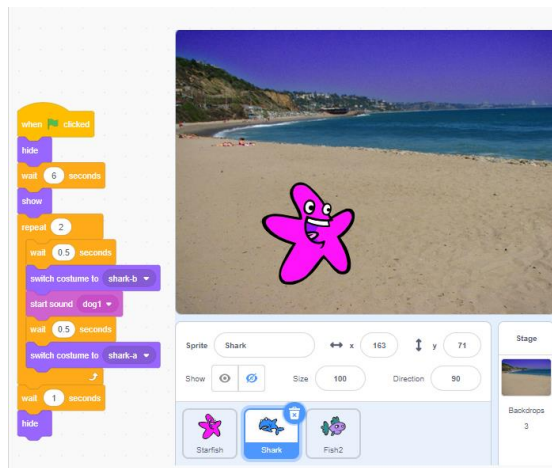 when clicked
hide
wait 6 seconds
show
repeat 2
wait 0.5 seconds
switch costume to shark-b
start sound dog1
wait 0.5 seconds
switch costume to shark-a
wait 1 seconds
hide
Sprite Shark x 163 y 71
Show Size 100 Direction 90
Starfish
Shark
Fish2
Stage
Backdrops
3